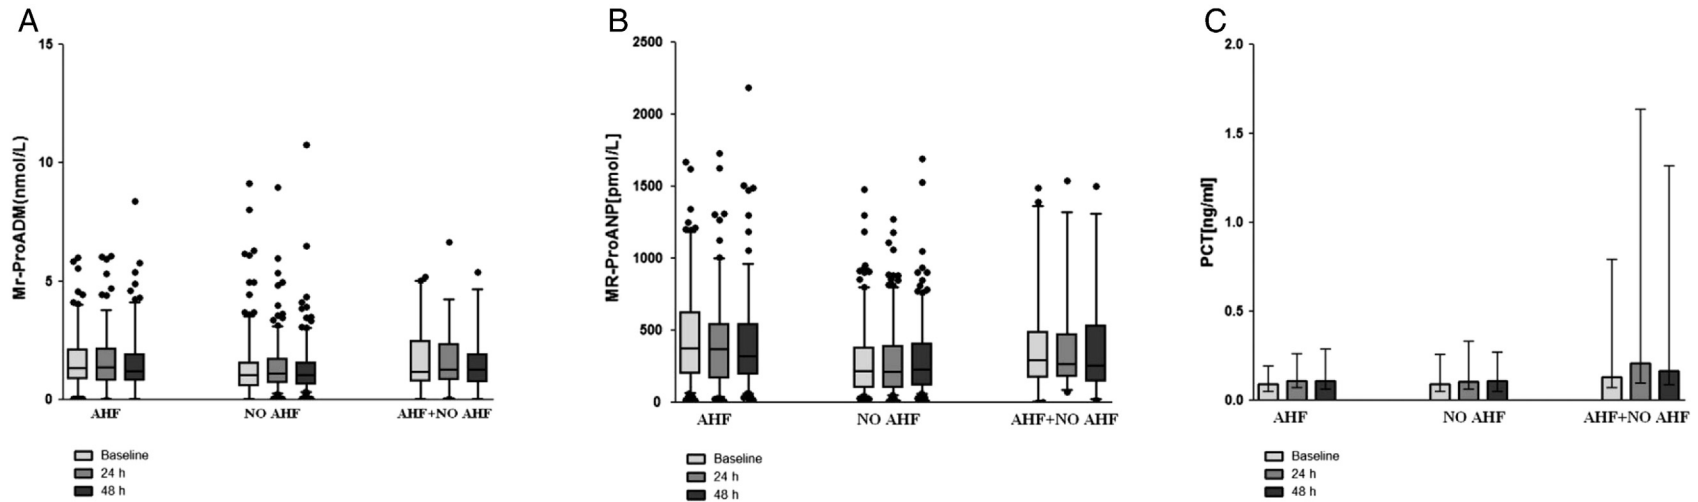 A
Mr-ProADM(nmol/L)
15
10
5
0
AHF
NO AHF
AHF+NO AHF
Baseline
24 h
48 h
B
MR-ProANP[pmol/L]
2500
2000
1500
1000
500
0
AHF
NO AHF
AHF+NO AHF
Baseline
24 h
48 h
C
PCT[ng/ml]
2.0
1.5
1.0
0.5
0.0
AHF
NO AHF
AHF+NO AHF
Baseline
24 h
48 h